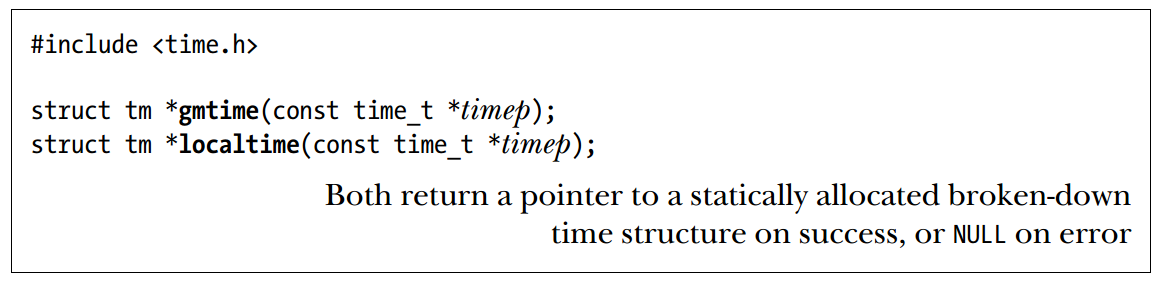 #include <time.h>
struct tm *gmtime(const time_t *timep);
struct tm *localtime(const time_t *timep);
Both return a pointer to a statically allocated broken-down
time structure on success, or NULL on error